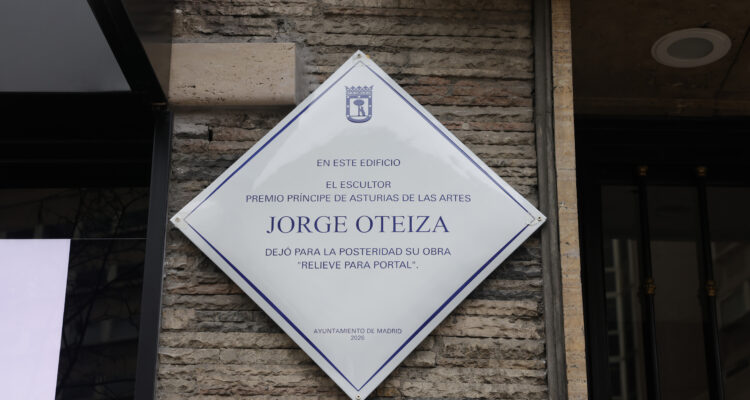 EN ESTE EDIFICIO
EL ESCULTOR
PREMIO PRÍNCIPE DE ASTURIAS DE LAS ARTES
JORGE OTEIZA
DEJÓ PARA LA POSTERIDAD SU OBRA
"RELIEVE PARA PORTAL".
AYUNTAMIENTO DE MADRID
2020